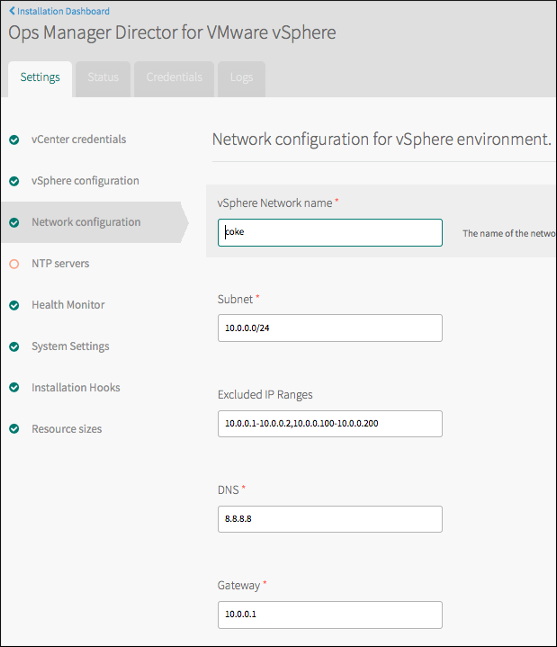 Installation Dashboard
Ops Manager Director for VMware vSphere
Settings Status Credentials Logs
vCenter credentials
vSphere configuration
Network configuration
NTP servers
Health Monitor
System Settings
Installation Hooks
Resource sizes
Network configuration for vSphere environment.
vSphere Network name *
coke
The name of the netwo
Subnet *
10.0.0.0/24
Excluded IP Ranges
10.0.0.1-10.0.0.2,10.0.0.100-10.0.0.200
DNS *
8.8.8.8
Gateway *
10.0.0.1